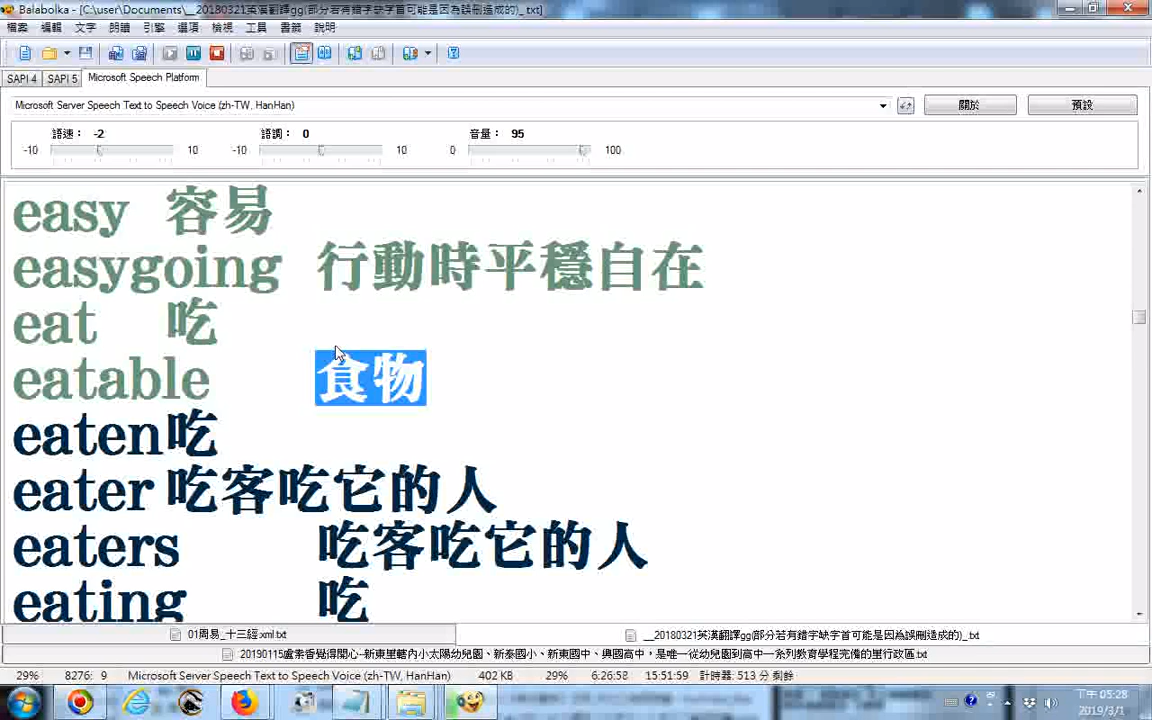 Balabolka - [C:\user\Documents\__20180321英漢翻譯gg(部分若有錯字缺字首可能是因為誤刪造成的)_.txt]
檔案 編輯 文字 朗讀 引擎 選項 檢視 工具 書籤 說明
SAPI 4 SAPI 5 Microsoft Speech Platform
Microsoft Server Speech Text to Speech Voice (zh-TW, HanHan) 關於 預設
語速： -2 語調： 0 音量： 95
-10 10 -10 10 0 100
easy 容易
easygoing 行動時平穩自在
eat 吃
eatable 食物
eaten 吃
eater 吃客吃它的人
eaters 吃客吃它的人
eating 吃
01周易_十三經.xml.txt __20180321英漢翻譯gg(部分若有錯字缺字首可能是因為誤刪造成的)_.txt
20190115盧素香覺得開心-新東里轄內小太陽幼兒園、新泰國小、新東國中、興國高中，是唯一從幼兒園到高中一系列教育學程完備的里行政區.txt
29% 8276: 9 Microsoft Server Speech Text to Speech Voice (zh-TW, HanHan) 402 KB 29% 6:26:58 15:51:59 計時器: 513 分 剩餘
下午 05:28
2019/3/1